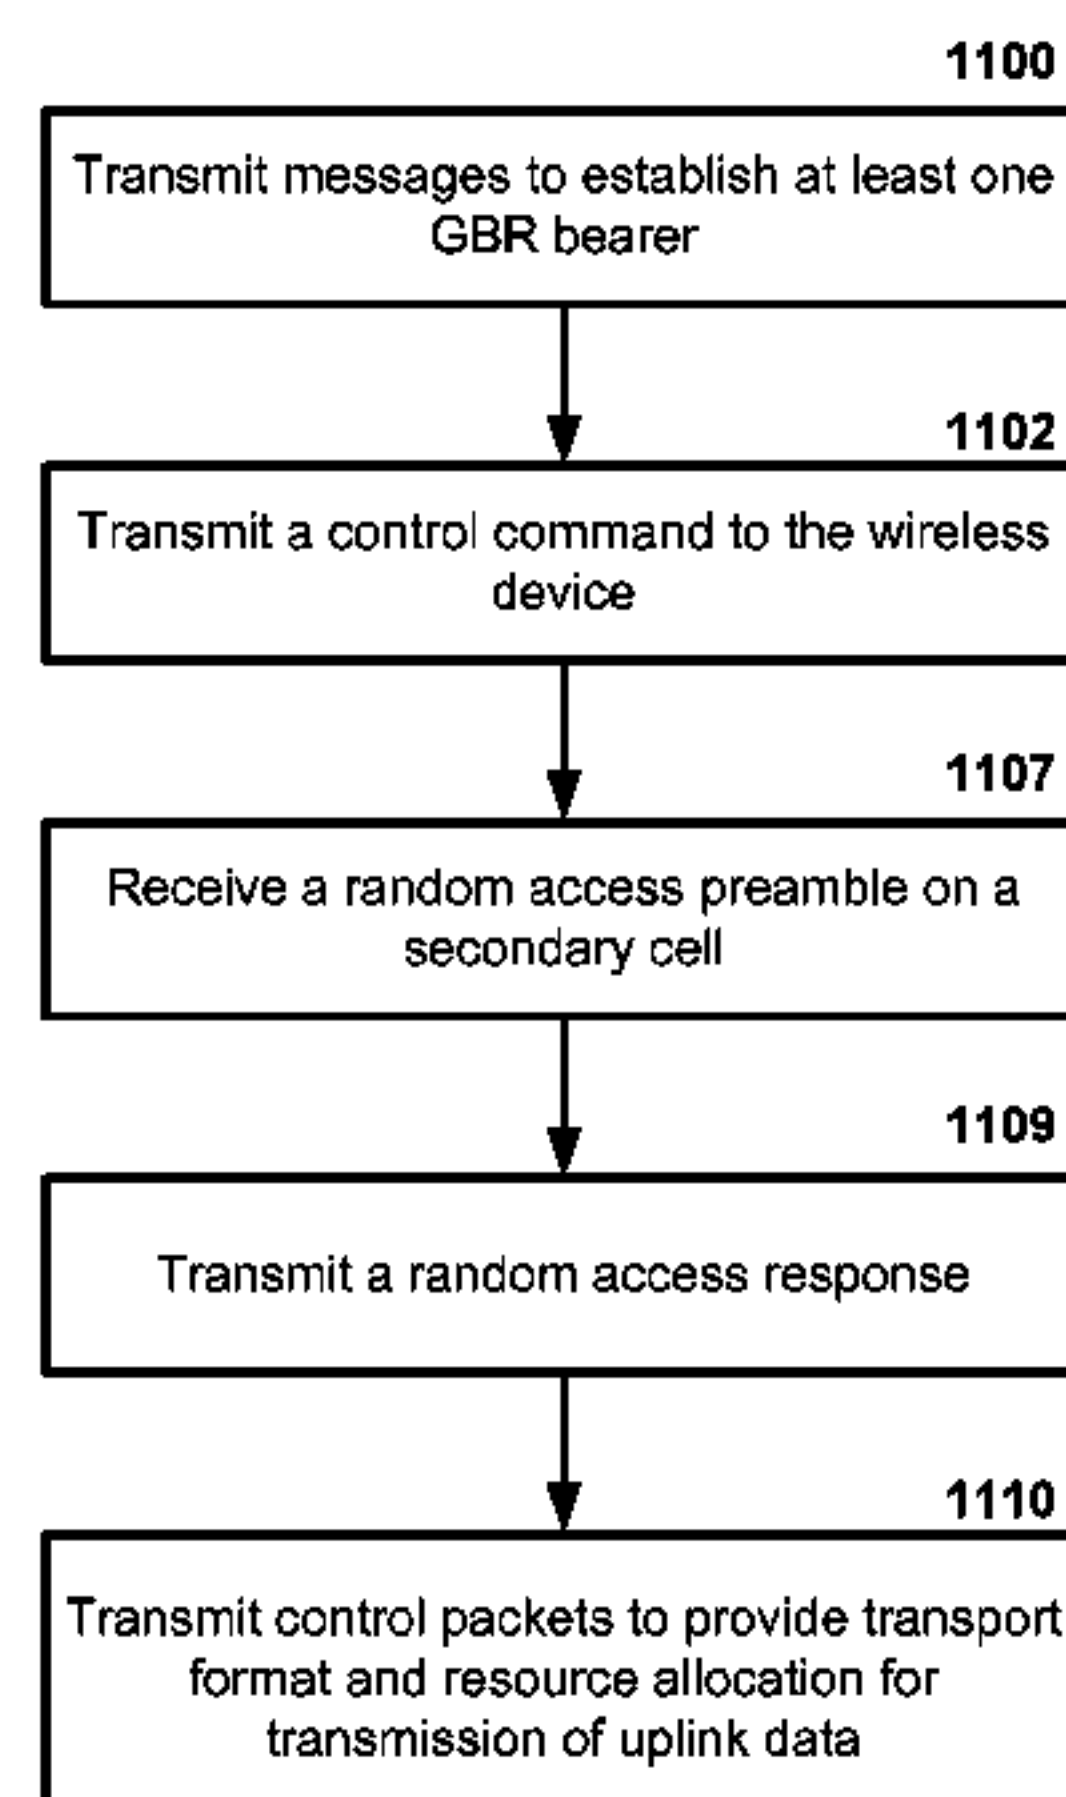 1100
Transmit messages to establish at least one
GBR bearer
1102
Transmit a control command to the wireless
device
1107
Receive a random access preamble on a
secondary cell
1109
Transmit a random access response
1110
Transmit control packets to provide transport
format and resource allocation for
transmission of uplink data